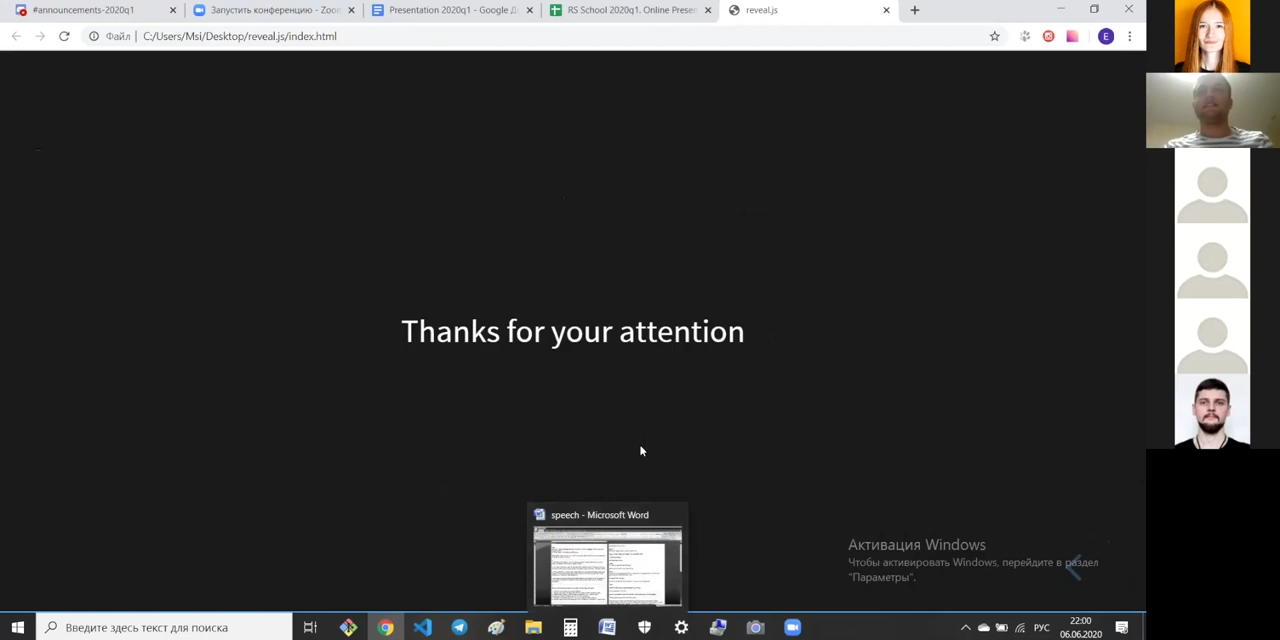 #announcements-2020q1
Запустить конференцию - Zoom
Presentation 2020q1 - Google Д
RS School 2020q1. Online Presen
reveal.js
Файл
C:/Users/Msi/Desktop/reveal.js/index.html
E
Thanks for your attention
speech - Microsoft Word
Активация Windows
Чтобы активировать Windows, перейдите в раздел
"Параметры".
Введите здесь текст для поиска
РУС
22:00
06.06.2020